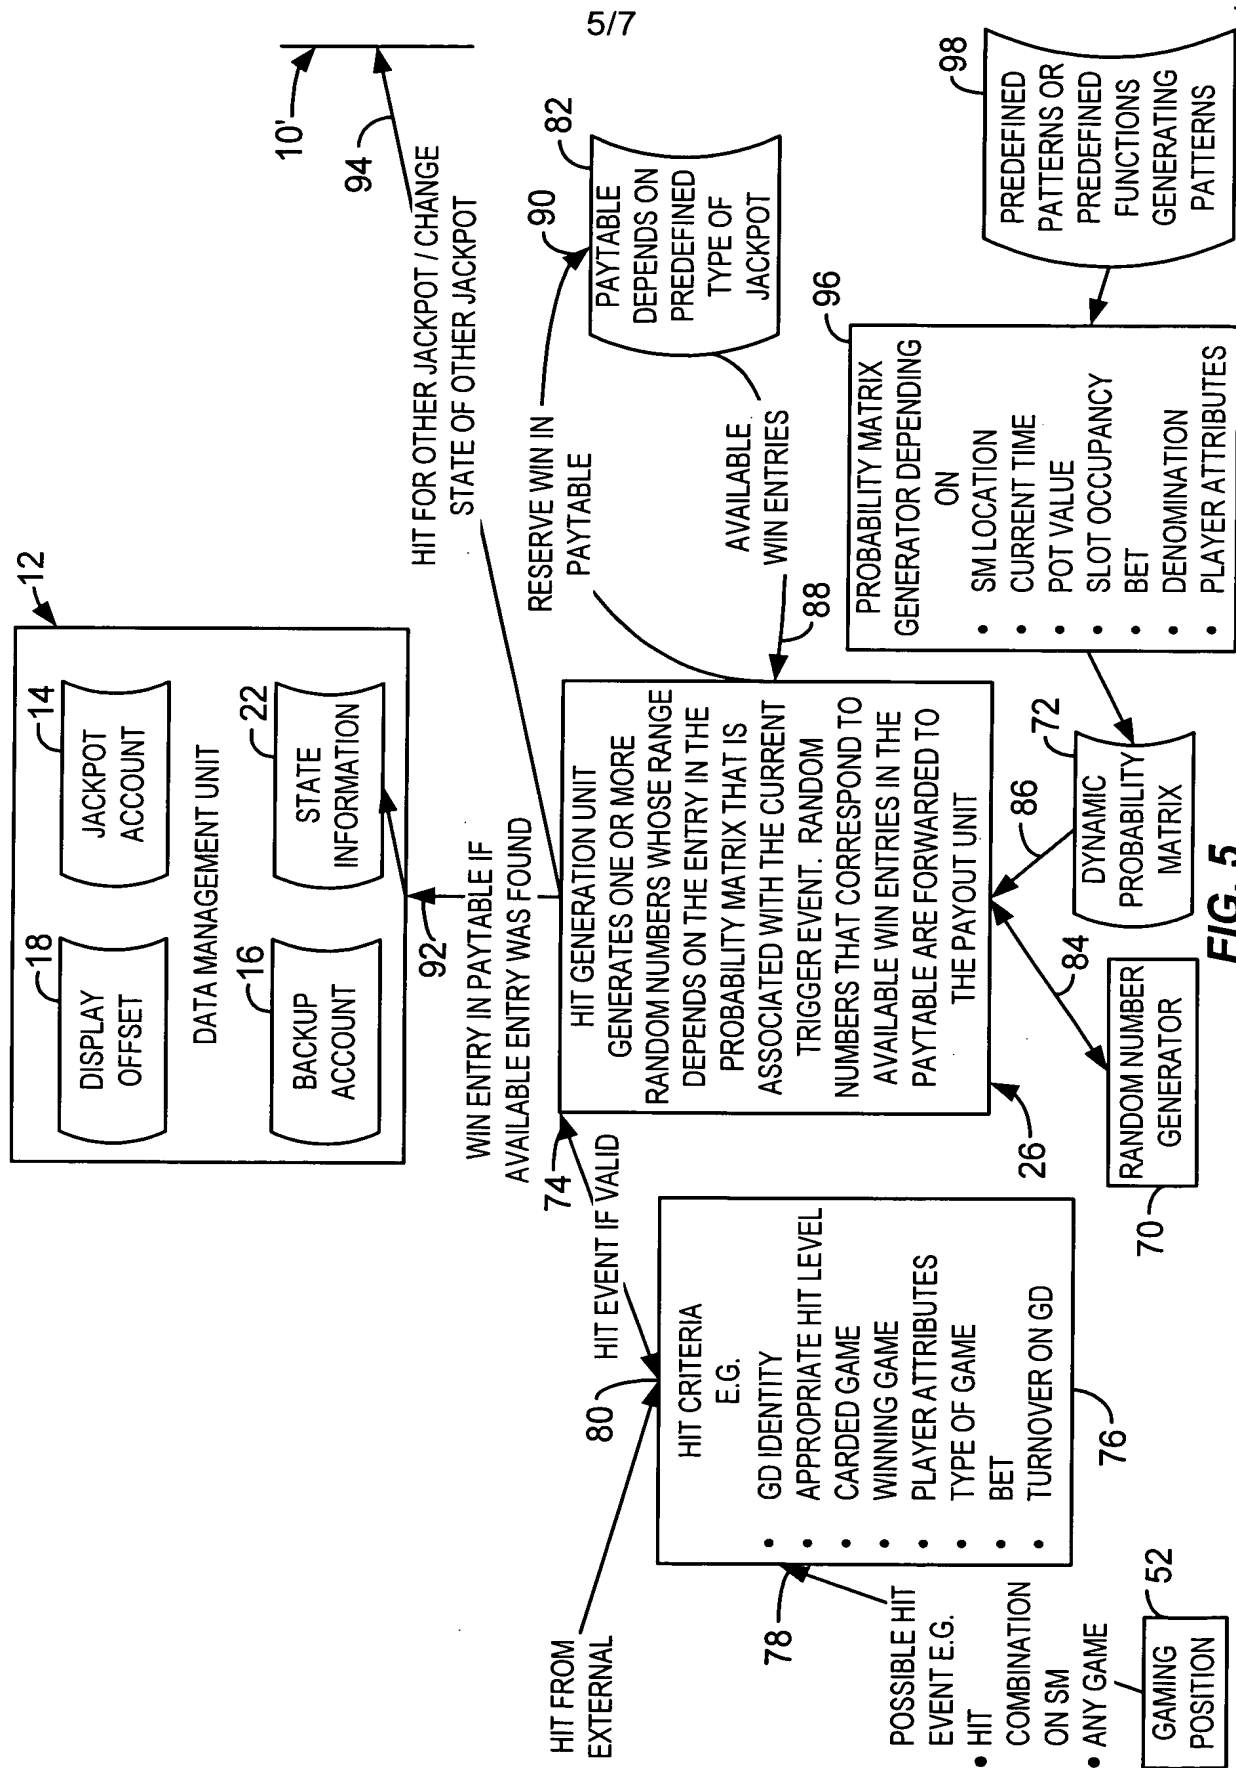 5/7
12
DISPLAY
OFFSET
18
JACKPOT
ACCOUNT
14
DATA MANAGEMENT UNIT
BACKUP
ACCOUNT
16
STATE
INFORMATION
22
10'
94
HIT FOR OTHER JACKPOT / CHANGE
STATE OF OTHER JACKPOT
92
WIN ENTRY IN PAYTABLE IF
AVAILABLE ENTRY WAS FOUND
RESERVE WIN IN
PAYTABLE
90
82
PAYTABLE
DEPENDS ON
PREDEFINED
TYPE OF
JACKPOT
AVAILABLE
WIN ENTRIES
88
HIT FROM
EXTERNAL
80
HIT EVENT IF VALID
74
HIT GENERATION UNIT
GENERATES ONE OR MORE
RANDOM NUMBERS WHOSE RANGE
DEPENDS ON THE ENTRY IN THE
PROBABILITY MATRIX THAT IS
ASSOCIATED WITH THE CURRENT
TRIGGER EVENT. RANDOM
NUMBERS THAT CORRESPOND TO
AVAILABLE WIN ENTRIES IN THE
PAYTABLE ARE FORWARDED TO
THE PAYOUT UNIT
26
HIT CRITERIA
E.G.
• GD IDENTITY
• APPROPRIATE HIT LEVEL
• CARDED GAME
• WINNING GAME
• PLAYER ATTRIBUTES
• TYPE OF GAME
• BET
• TURNOVER ON GD
76
78
POSSIBLE HIT
EVENT E.G.
• HIT
COMBINATION
ON SM
• ANY GAME
52
GAMING
POSITION
96
PROBABILITY MATRIX
GENERATOR DEPENDING
ON
• SM LOCATION
• CURRENT TIME
• POT VALUE
• SLOT OCCUPANCY
• BET
• DENOMINATION
• PLAYER ATTRIBUTES
98
PREDEFINED
PATTERNS OR
PREDEFINED
FUNCTIONS
GENERATING
PATTERNS
72
DYNAMIC
PROBABILITY
MATRIX
86
84
RANDOM NUMBER
GENERATOR
70
FIG. 5